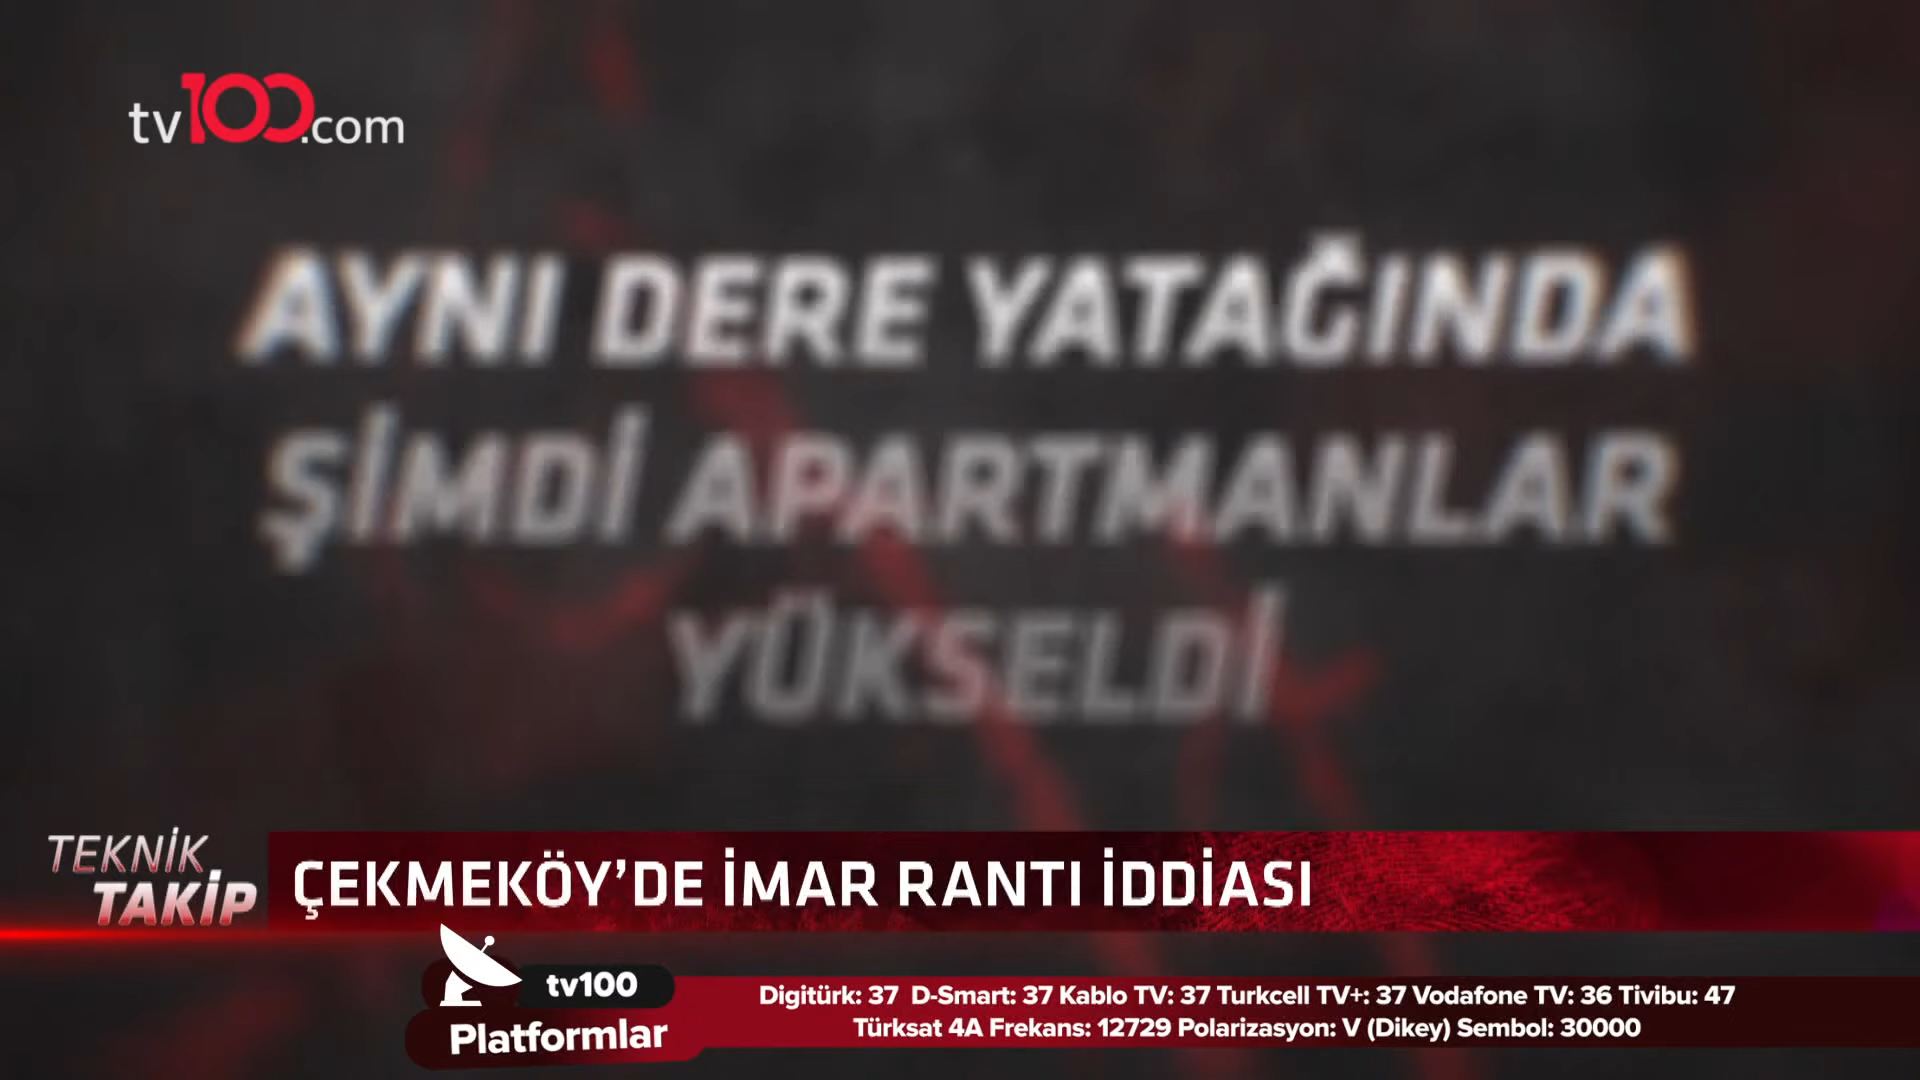 tv100.com
AYNI DERE YATAĞINDA
ŞİMDİ APARTMANLAR
YÜKSELDİ
TEKNİK
TAKİP
ÇEKMEKÖY'DE İMAR RANTI İDDİASI
tv100
Platformlar
Digitürk: 37 D-Smart: 37 Kablo TV: 37 Turkcell TV+: 37 Vodafone TV: 36 Tivibu: 47
Türksat 4A Frekans: 12729 Polarizasyon: V (Dikey) Sembol: 30000